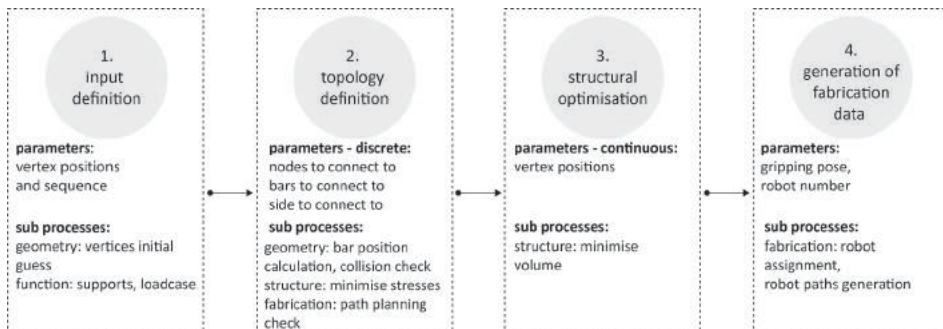 1.
input
definition
parameters:
vertex positions
and sequence
sub processes:
geometry: vertices initial
guess
function: supports, loadcase
2.
topology
definition
parameters - discrete:
nodes to connect to
bars to connect to
side to connect to
sub processes:
geometry: bar position
calculation, collision check
structure: minimise stresses
fabrication: path planning
check
3.
structural
optimisation
parameters - continuous:
vertex positions
sub processes:
structure: minimise
volume
4.
generation of
fabrication
data
parameters:
gripping pose,
robot number
sub processes:
fabrication: robot
assignment,
robot paths generation